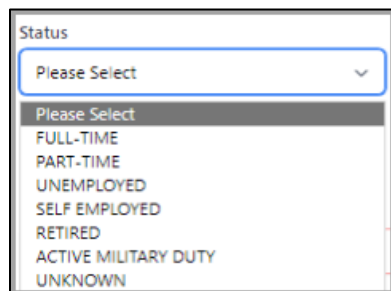 Status
Please Select
Please Select
FULL-TIME
PART-TIME
UNEMPLOYED
SELF EMPLOYED
RETIRED
ACTIVE MILITARY DUTY
UNKNOWN